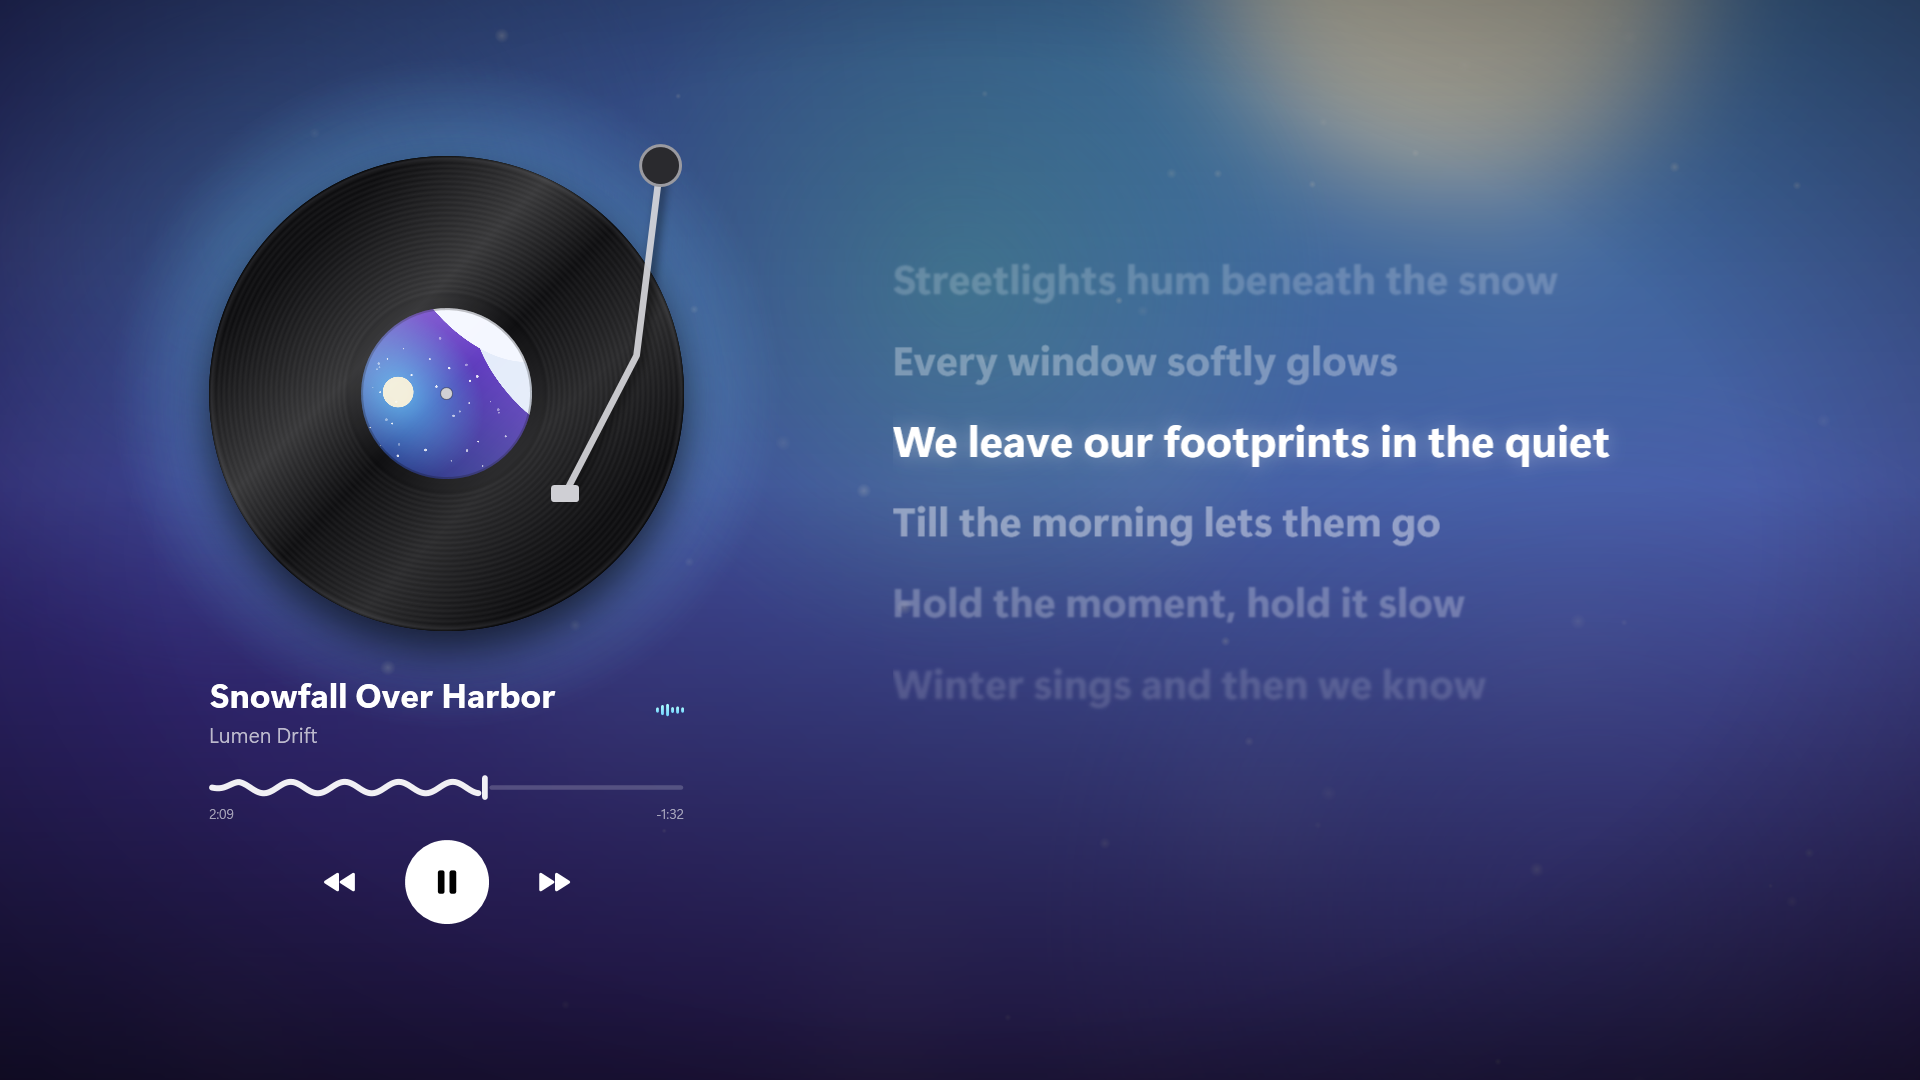 Snowfall Over Harbor
Lumen Drift
2:09
-1:32
Streetlights hum beneath the snow
Every window softly glows
We leave our footprints in the quiet
Till the morning lets them go
Hold the moment, hold it slow
Winter sings and then we know